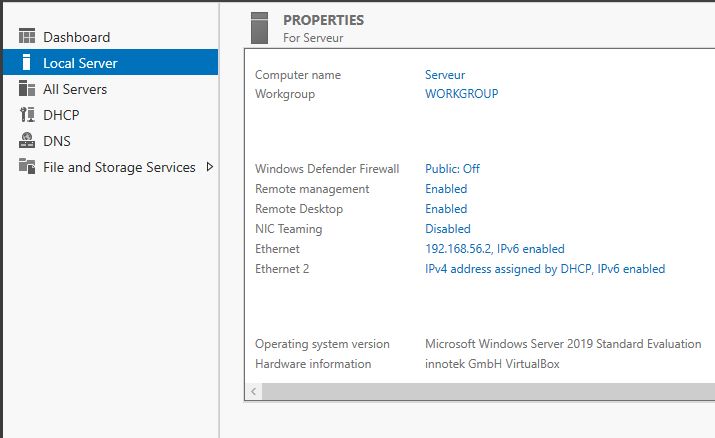 Dashboard
Local Server
All Servers
DHCP
DNS
File and Storage Services
PROPERTIES
For Serveur
Computer name Serveur
Workgroup WORKGROUP
Windows Defender Firewall Public: Off
Remote management Enabled
Remote Desktop Enabled
NIC Teaming Disabled
Ethernet 192.168.56.2, IPv6 enabled
Ethernet 2 IPv4 address assigned by DHCP, IPv6 enabled
Operating system version Microsoft Windows Server 2019 Standard Evaluation
Hardware information innotek GmbH VirtualBox